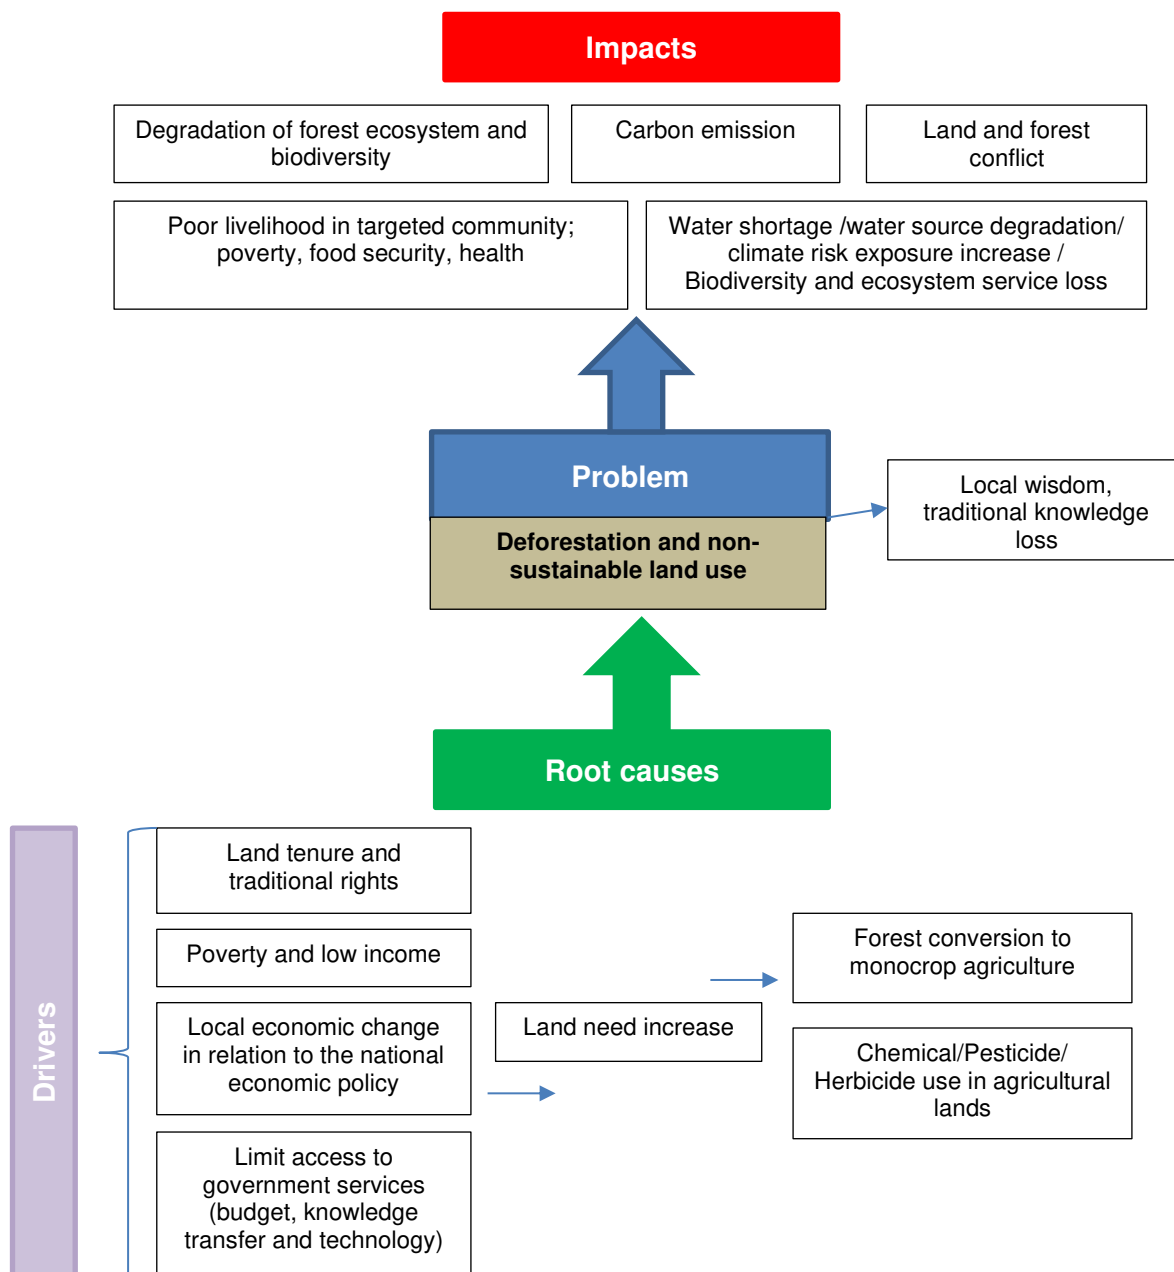 Impacts
Degradation of forest ecosystem and
biodiversity
Carbon emission
Land and forest
conflict
Poor livelihood in targeted community;
poverty, food security, health
Water shortage /water source degradation/
climate risk exposure increase /
Biodiversity and ecosystem service loss
Problem
Deforestation and non-
sustainable land use
Local wisdom,
traditional knowledge
loss
Root causes
Drivers
Land tenure and
traditional rights
Poverty and low income
Local economic change
in relation to the national
economic policy
Limit access to
government services
(budget, knowledge
transfer and technology)
Land need increase
Forest conversion to
monocrop agriculture
Chemical/Pesticide/
Herbicide use in agricultural
lands